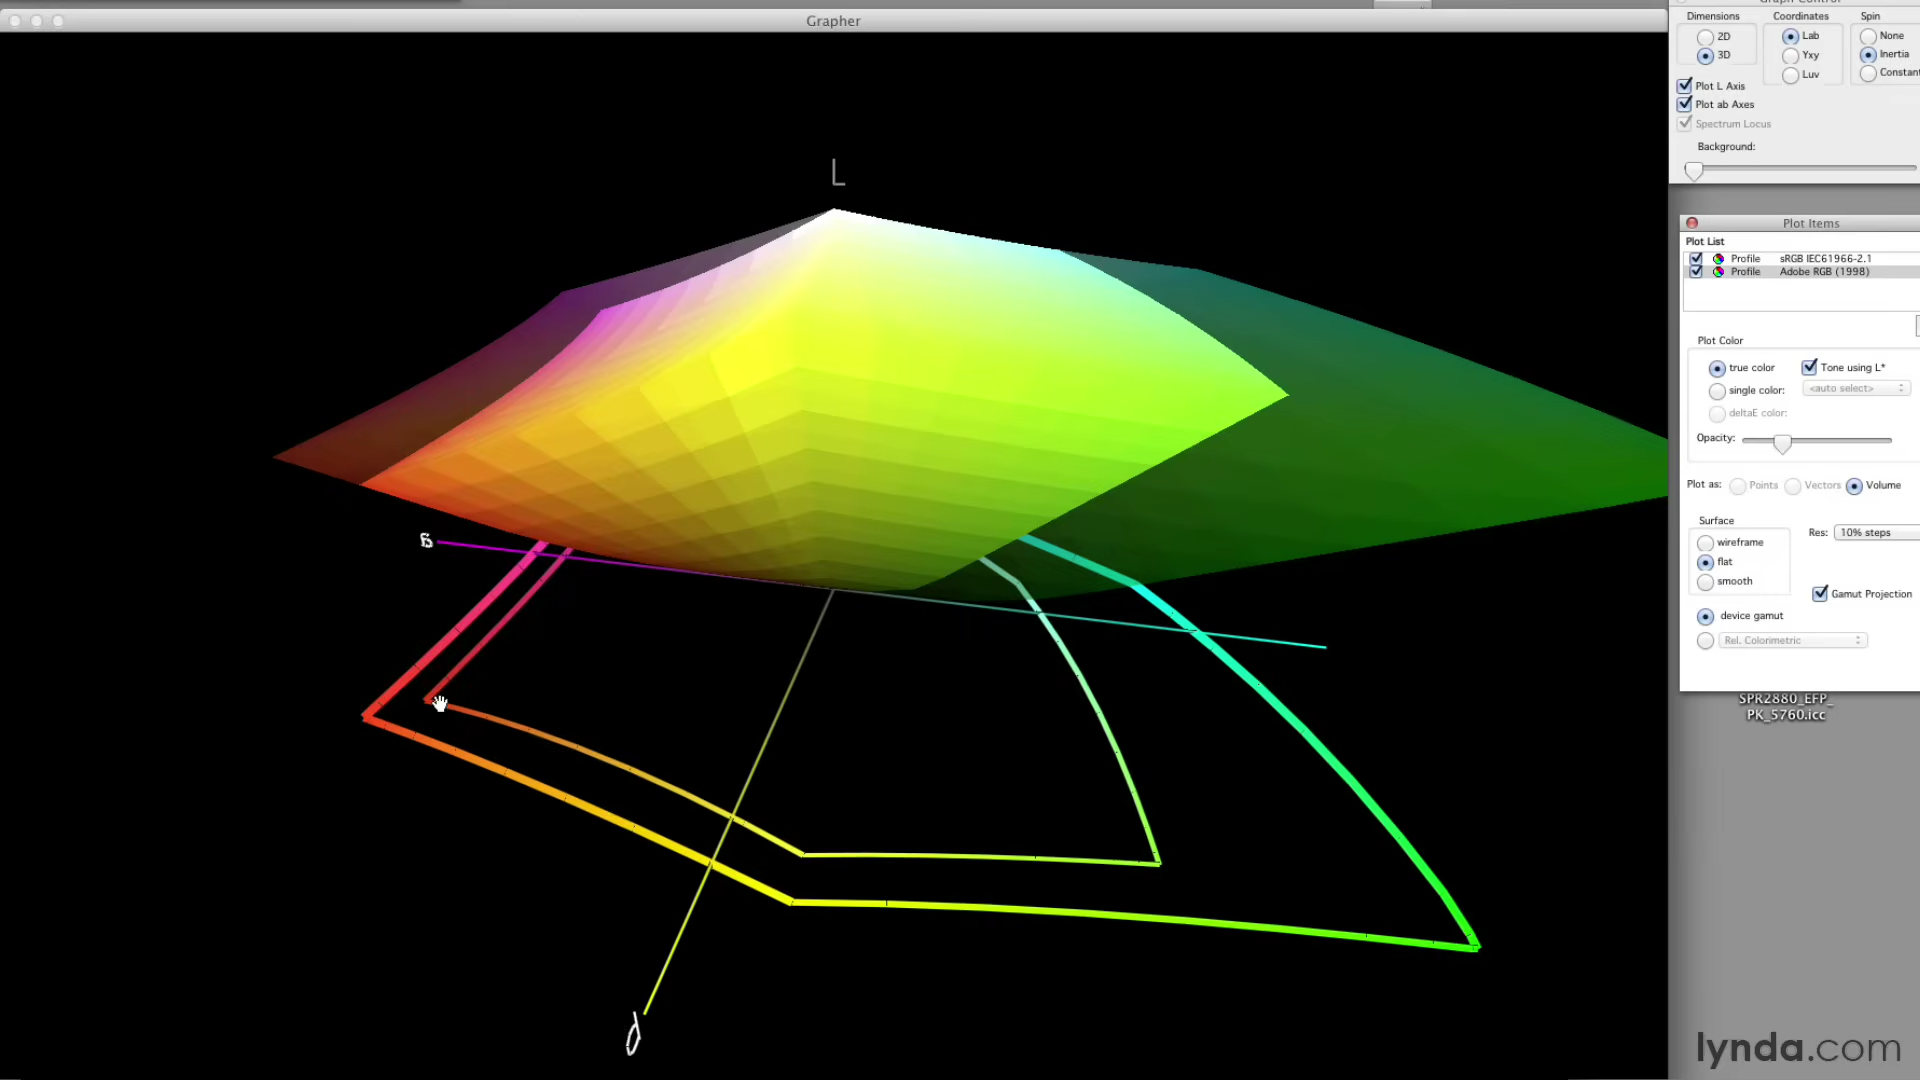 Grapher
L
a
b
Graph Control
Dimensions
2D
3D
Coordinates
Lab
Yxy
Luv
Spin
None
Inertia
Constant
Plot L Axis
Plot ab Axes
Spectrum Locus
Background:
Plot Items
Plot List
Profile sRGB IEC61966-2.1
Profile Adobe RGB (1998)
Plot Color
true color
Tone using L*
single color:
<auto select>
deltaE color:
Opacity:
Plot as: Points Vectors Volume
Surface
wireframe
flat
smooth
Res: 10% steps
Gamut Projection
device gamut
Rel. Colorimetric
SPR2880_EFP_
PK_5760.icc
lynda.com